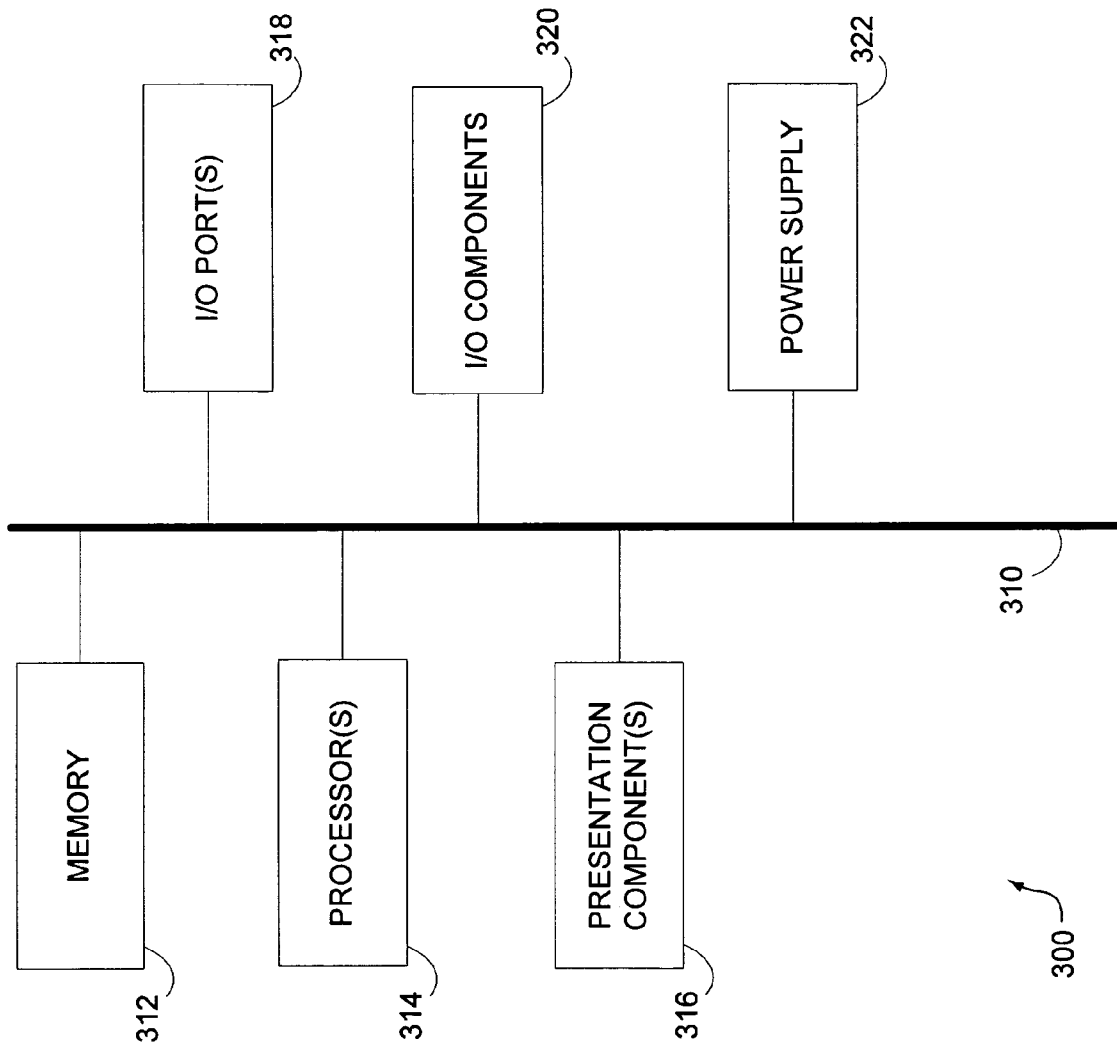 MEMORY
312
PROCESSOR(S)
314
PRESENTATION
COMPONENT(S)
316
I/O PORT(S)
318
I/O COMPONENTS
320
POWER SUPPLY
322
310
300